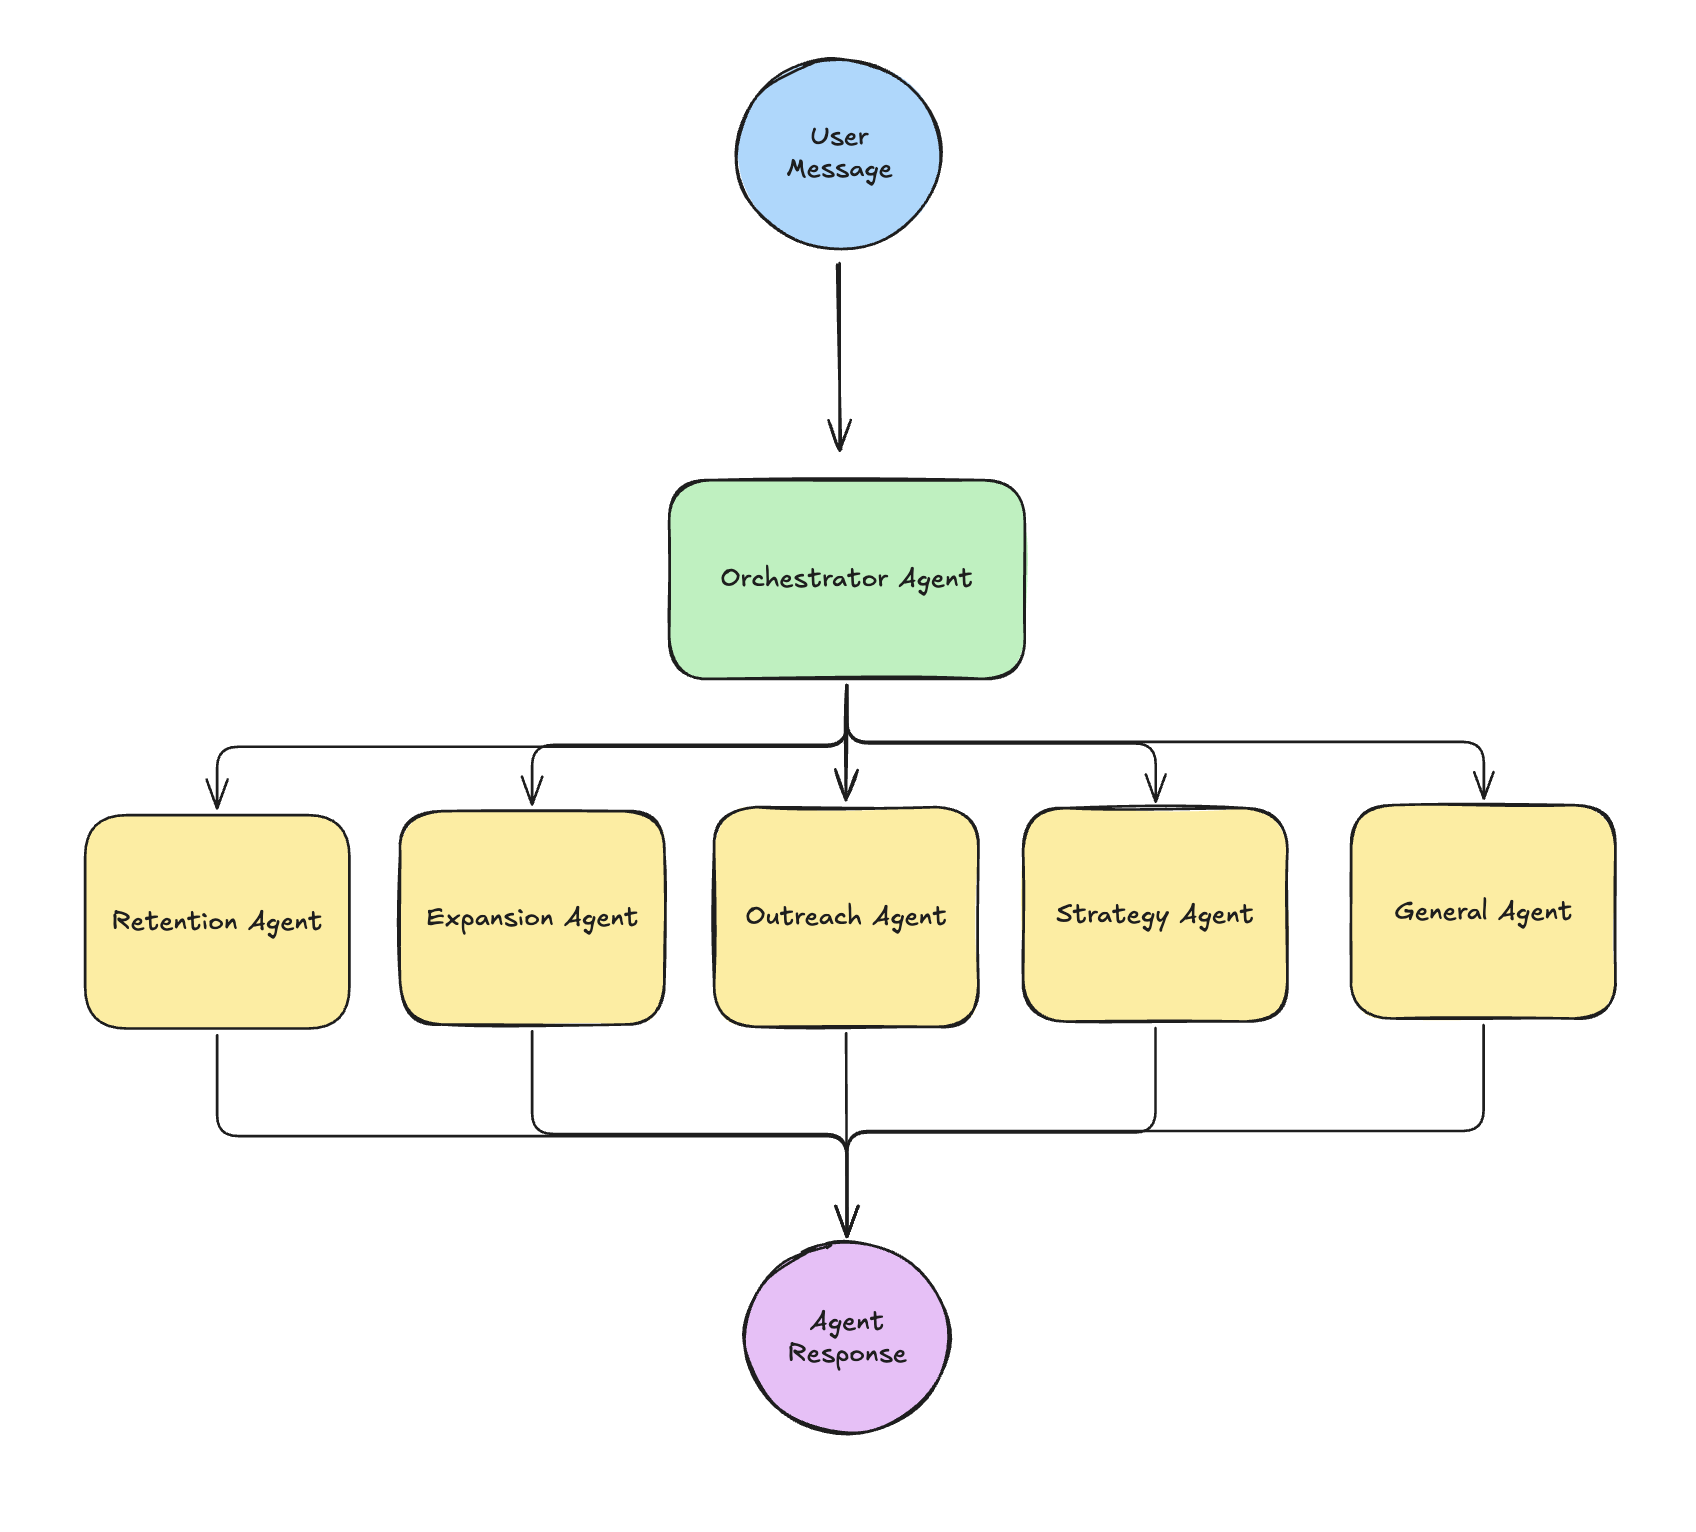 User
Message
Orchestrator Agent
Retention Agent
Expansion Agent
Outreach Agent
Strategy Agent
General Agent
Agent
Response